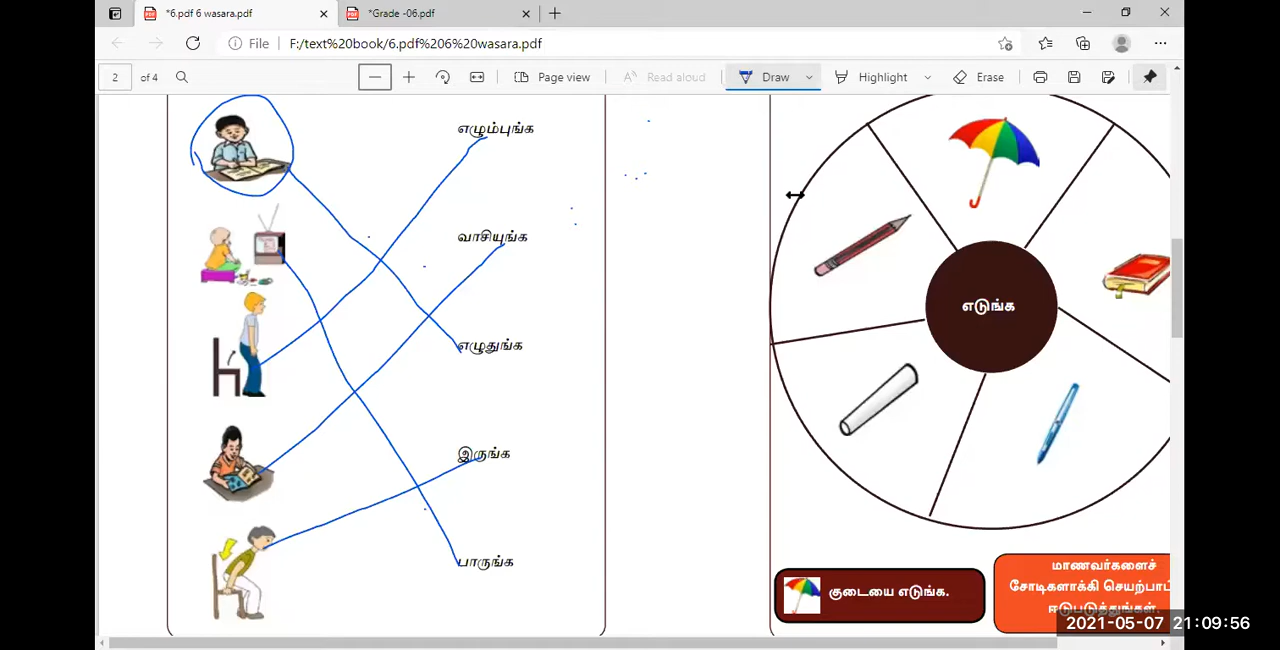 *6.pdf 6 wasara.pdf
*Grade -06.pdf
File F:/text%20book/6.pdf%206%20wasara.pdf
2 of 4
Page view
Read aloud
Draw
Highlight
Erase
எழும்புங்க
வாசியுங்க
எழுதுங்க
இருங்க
பாருங்க
எடுங்க
குடையை எடுங்க.
மாணவர்களைச்
சோடிகளாக்கி
ஈடுபடுத்துங்கள்.
2021-05-07 21:09:56